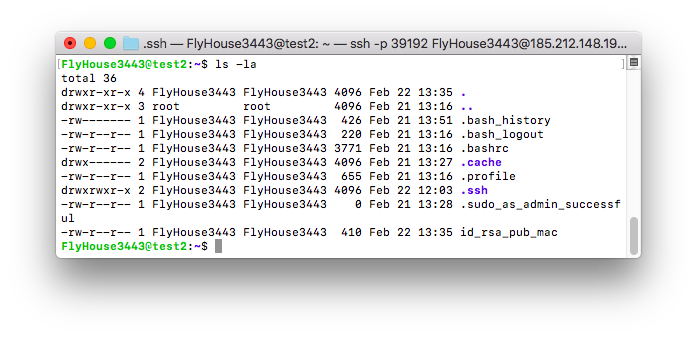 .ssh — FlyHouse3443@test2: ~ — ssh -p 39192 FlyHouse3443@185.212.148.19...
[FlyHouse3443@test2:~$ ls -la ]
total 36
drwxr-xr-x 4 FlyHouse3443 FlyHouse3443 4096 Feb 22 13:35 .
drwxr-xr-x 3 root         root         4096 Feb 21 13:16 ..
-rw------- 1 FlyHouse3443 FlyHouse3443  426 Feb 21 13:51 .bash_history
-rw-r--r-- 1 FlyHouse3443 FlyHouse3443  220 Feb 21 13:16 .bash_logout
-rw-r--r-- 1 FlyHouse3443 FlyHouse3443 3771 Feb 21 13:16 .bashrc
drwx------ 2 FlyHouse3443 FlyHouse3443 4096 Feb 21 13:27 .cache
-rw-r--r-- 1 FlyHouse3443 FlyHouse3443  655 Feb 21 13:16 .profile
drwxrwxr-x 2 FlyHouse3443 FlyHouse3443 4096 Feb 22 12:03 .ssh
-rw-r--r-- 1 FlyHouse3443 FlyHouse3443    0 Feb 21 13:28 .sudo_as_admin_successf
ul
-rw-r--r-- 1 FlyHouse3443 FlyHouse3443  410 Feb 22 13:35 id_rsa_pub_mac
FlyHouse3443@test2:~$